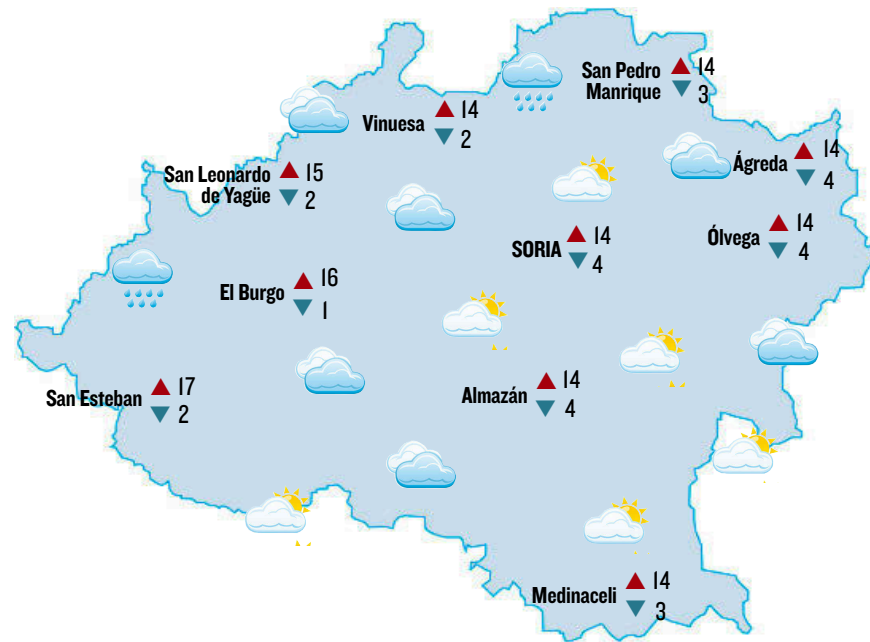 San Pedro
Manrique
14
3
Vinuesa
14
2
Ágreda
14
4
San Leonardo
de Yagüe
15
2
SORIA
14
4
Ólvega
14
4
El Burgo
16
1
San Esteban
17
2
Almazán
14
4
Medinaceli
14
3